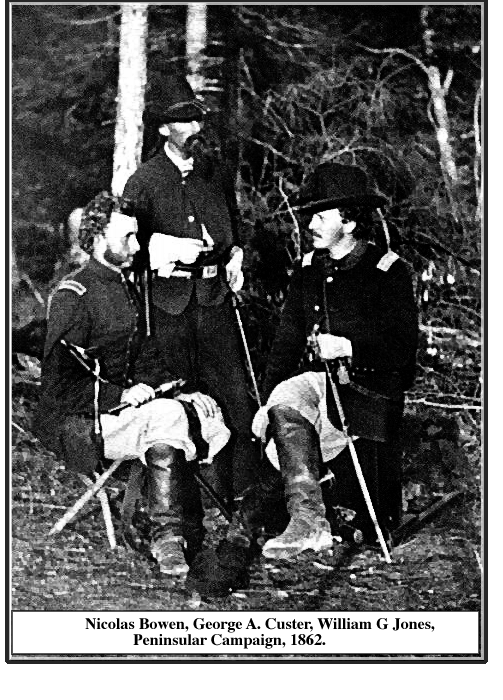 Nicolas Bowen, George A. Custer, William G Jones,
Peninsular Campaign, 1862.